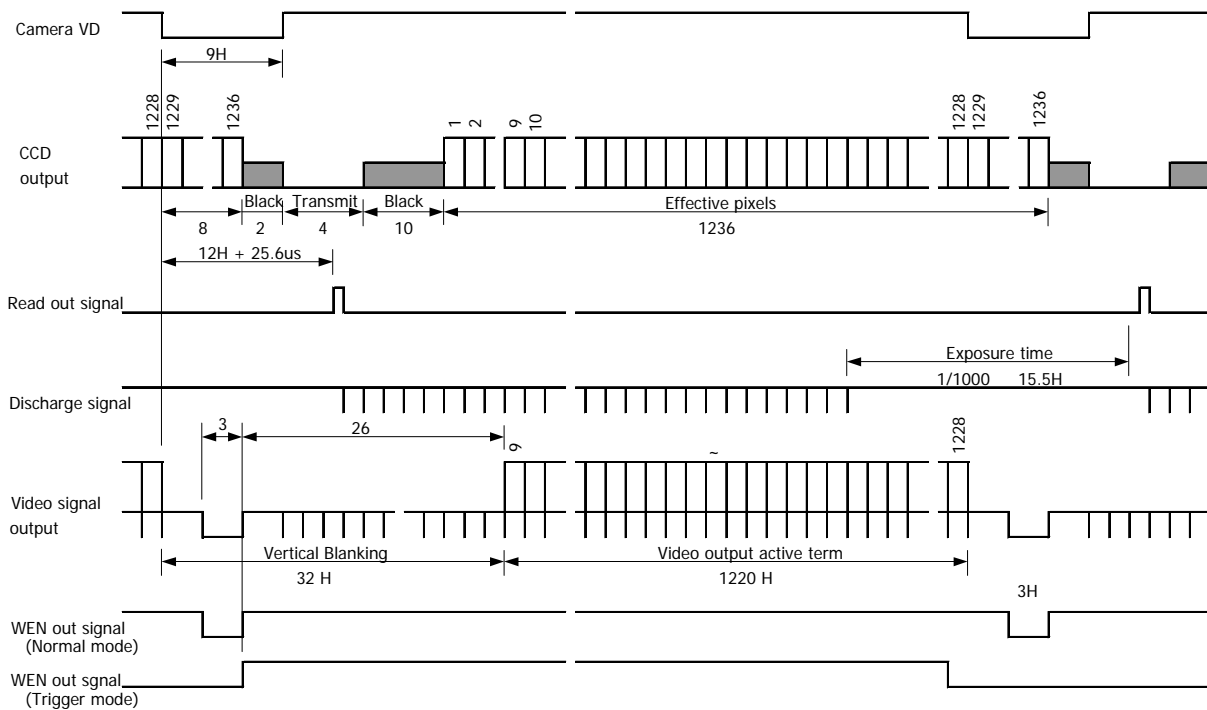 Camera VD
9H
1228
1229
1236
1
2
9
10
1228
1229
1236
CCD
output
Black
Transmit
Black
Effective pixels
8
2
4
10
1236
12H + 25.6us
Read out signal
Exposure time
1/1000 15.5H
Discharge signal
3
26
9
~
1228
Video signal
output
Vertical Blanking
Video output active term
32 H
1220 H
3H
WEN out signal
(Normal mode)
WEN out sgnal
(Trigger mode)